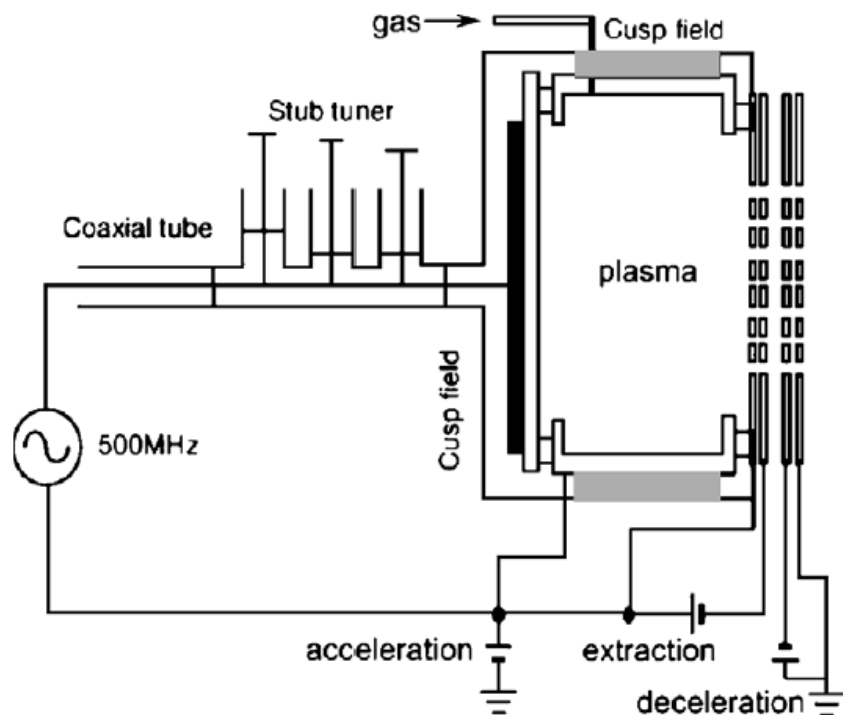 gas
Cusp field
Stub tuner
Coaxial tube
plasma
Cusp field
500MHz
acceleration
extraction
deceleration